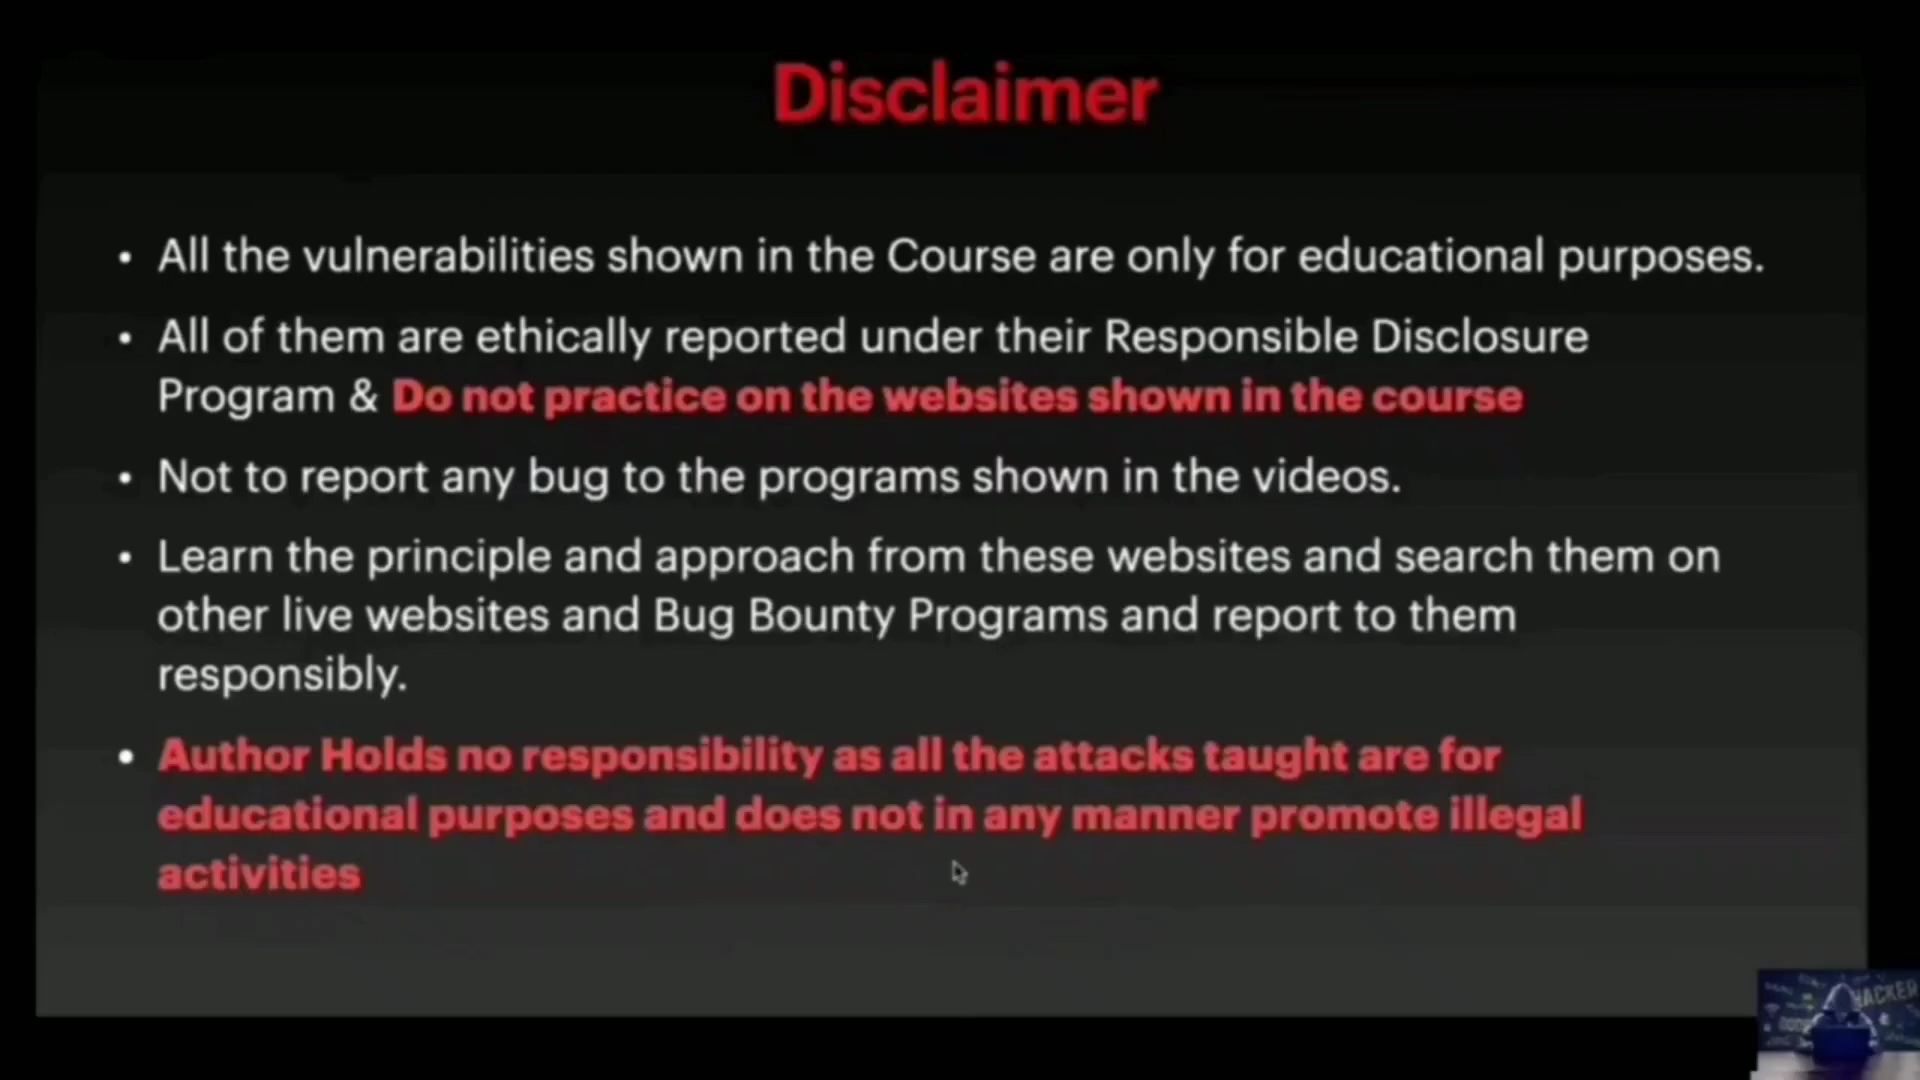 Disclaimer
• All the vulnerabilities shown in the Course are only for educational purposes.
• All of them are ethically reported under their Responsible Disclosure
Program & Do not practice on the websites shown in the course
• Not to report any bug to the programs shown in the videos.
• Learn the principle and approach from these websites and search them on
other live websites and Bug Bounty Programs and report to them
responsibly.
• Author Holds no responsibility as all the attacks taught are for
educational purposes and does not in any manner promote illegal
activities
HACKER